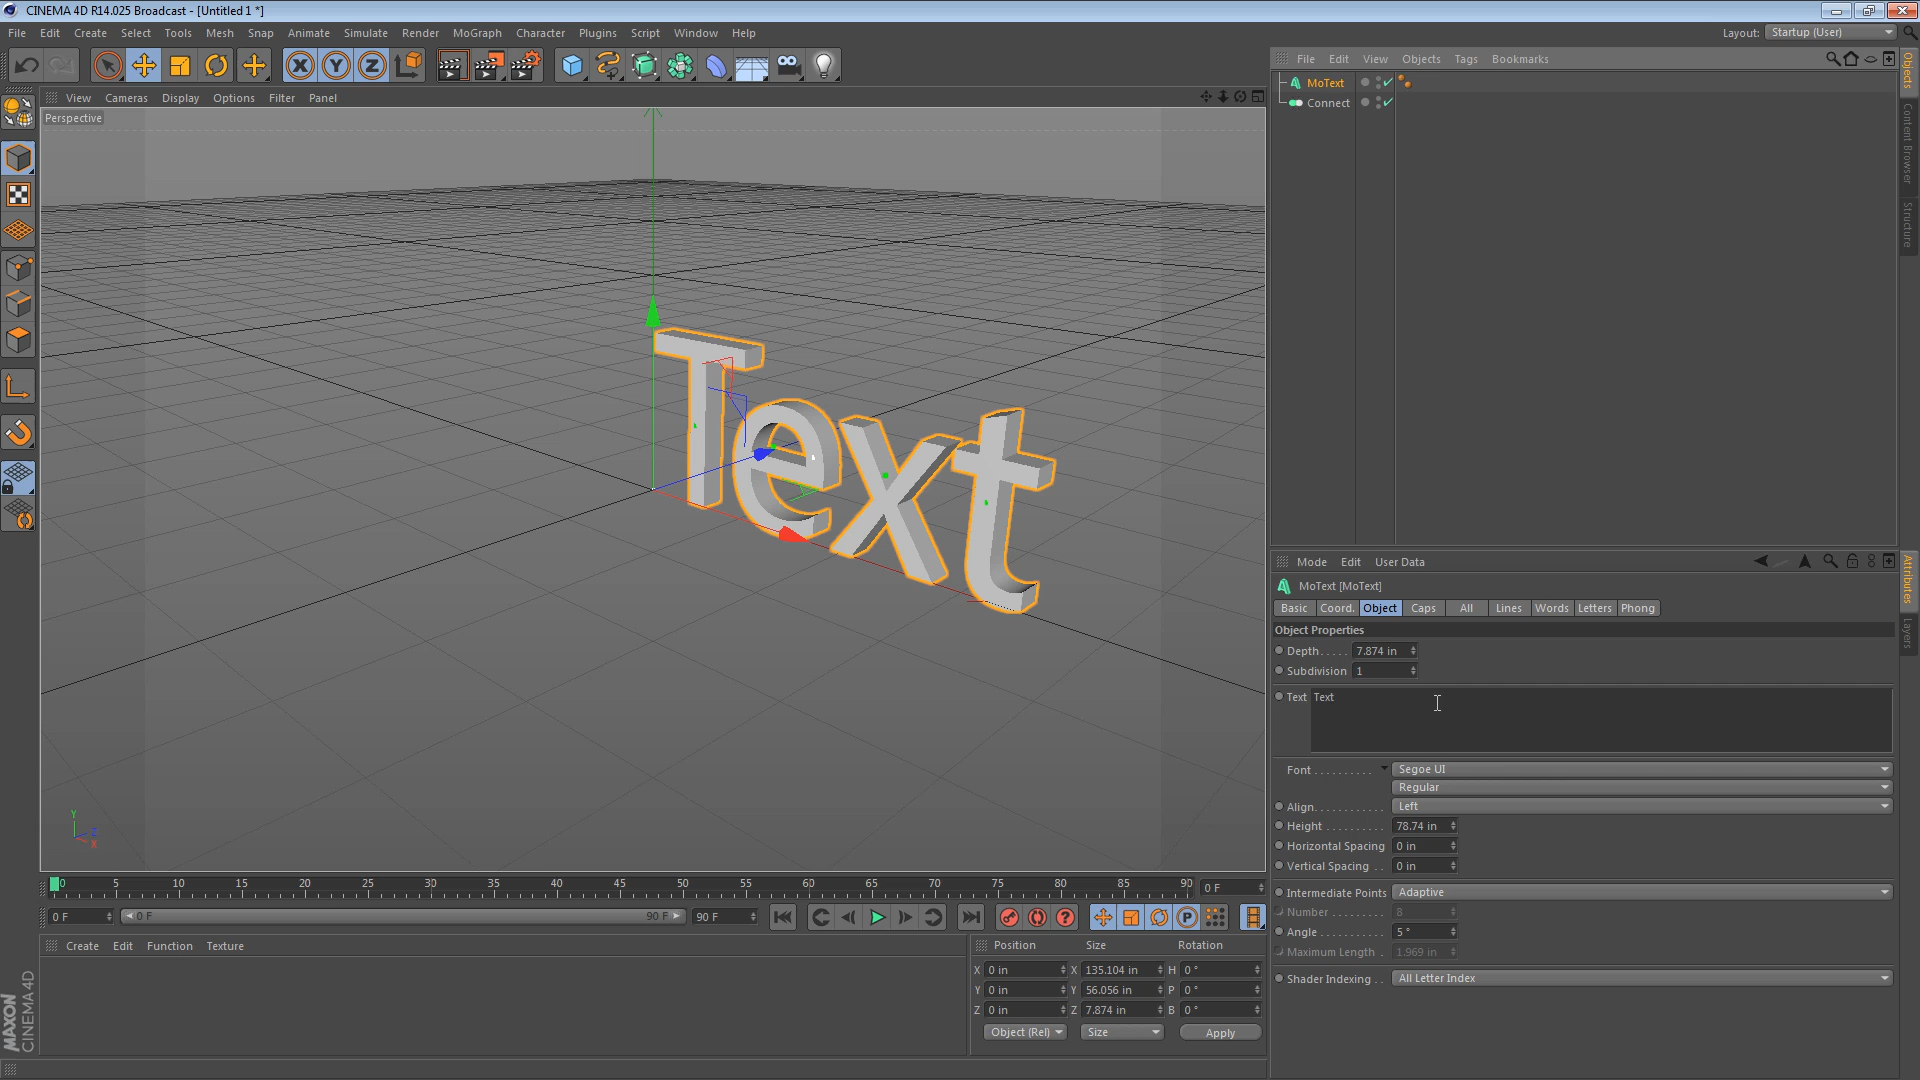 CINEMA 4D R14.025 Broadcast - [Untitled 1 *]
File Edit Create Select Tools Mesh Snap Animate Simulate Render MoGraph Character Plugins Script Window Help
Layout: Startup (User)
View Cameras Display Options Filter Panel
Perspective
Text
Y
Z
X
0 5 10 15 20 25 30 35 40 45 50 55 60 65 70 75 80 85 90
0 F
0 F 0 F 90 F 90 F
P
Create Edit Function Texture
Position Size Rotation
X 0 in X 135.104 in H 0 °
Y 0 in Y 56.056 in P 0 °
Z 0 in Z 7.874 in B 0 °
Object (Rel) Size Apply
MAXON
CINEMA 4D
File Edit View Objects Tags Bookmarks
MoText
Connect
Objects
Content Browser
Structure
Mode Edit User Data
MoText [MoText]
Basic Coord. Object Caps All Lines Words Letters Phong
Object Properties
Depth. . . . . 7.874 in
Subdivision 1
Text Text
Font . . . . . . . . . . Segoe UI
Regular
Align. . . . . . . . . . . Left
Height . . . . . . . . . 78.74 in
Horizontal Spacing 0 in
Vertical Spacing . . 0 in
Intermediate Points Adaptive
Number . . . . . . . . 8
Angle . . . . . . . . . . 5 °
Maximum Length . 1.969 in
Shader Indexing . . All Letter Index
Attributes
Layers